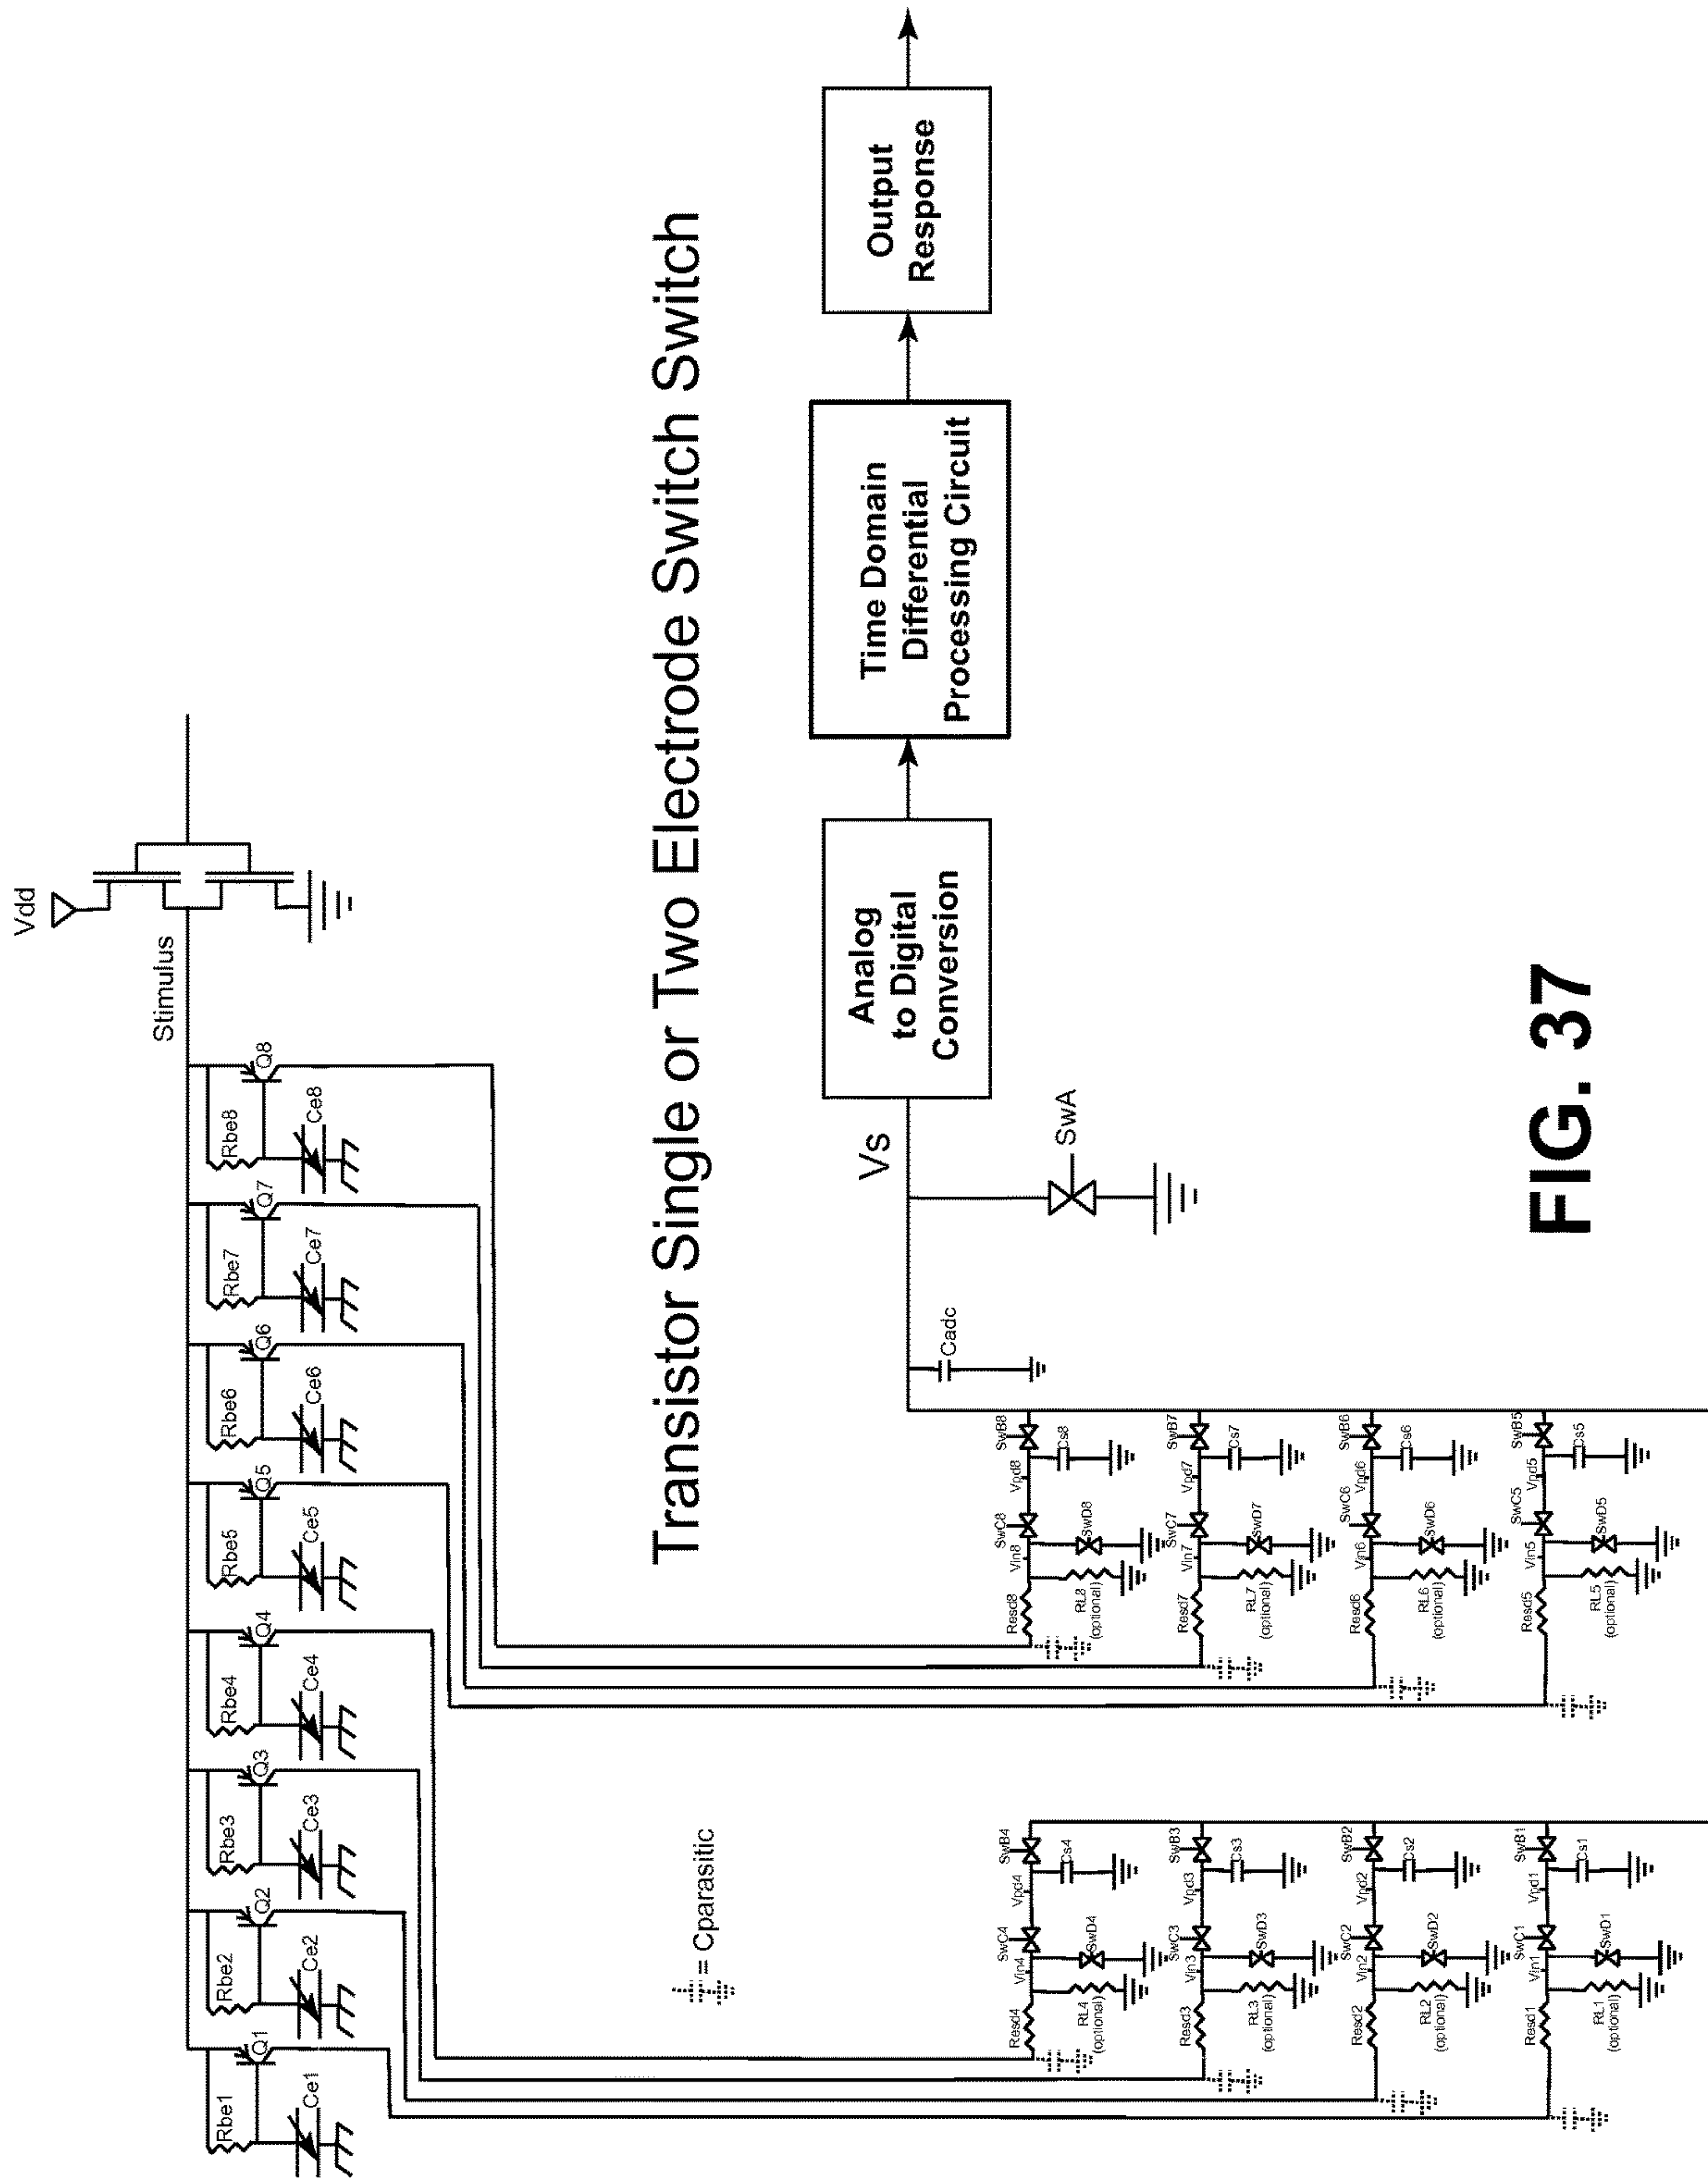 Vdd
Stimulus
Rbe1
Q1
Ce1
Rbe2
Q2
Ce2
Rbe3
Q3
Ce3
Rbe4
Q4
Ce4
Rbe5
Q5
Ce5
Rbe6
Q6
Ce6
Rbe7
Q7
Ce7
Rbe8
Q8
Ce8
Transistor Single or Two Electrode Switch Switch
= Cparasitic
Resd4
Vin4
SwC4
Vpd4
SwB4
RL4
(optional)
SwD4
Cs4
Resd3
Vin3
SwC3
Vpd3
SwB3
RL3
(optional)
SwD3
Cs3
Resd2
Vin2
SwC2
Vpd2
SwB2
RL2
(optional)
SwD2
Cs2
Resd1
Vin1
SwC1
Vpd1
SwB1
RL1
(optional)
SwD1
Cs1
Resd8
Vin8
SwC8
Vpd8
SwB8
RL8
(optional)
SwD8
Cs8
Resd7
Vin7
SwC7
Vpd7
SwB7
RL7
(optional)
SwD7
Cs7
Resd6
Vin6
SwC6
Vpd6
SwB6
RL6
(optional)
SwD6
Cs6
Resd5
Vin5
SwC5
Vpd5
SwB5
RL5
(optional)
SwD5
Cs5
Cadc
Vs
SwA
Analog
to Digital
Conversion
Time Domain
Differential
Processing Circuit
Output
Response
FIG. 37